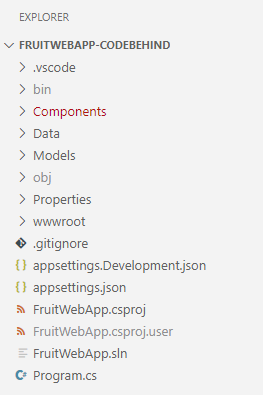 EXPLORER
FRUITWEBAPP-CODEBEHIND
.vscode
bin
Components
Data
Models
obj
Properties
wwwroot
.gitignore
{} appsettings.Development.json
{} appsettings.json
FruitWebApp.csproj
FruitWebApp.csproj.user
FruitWebApp.sln
C# Program.cs